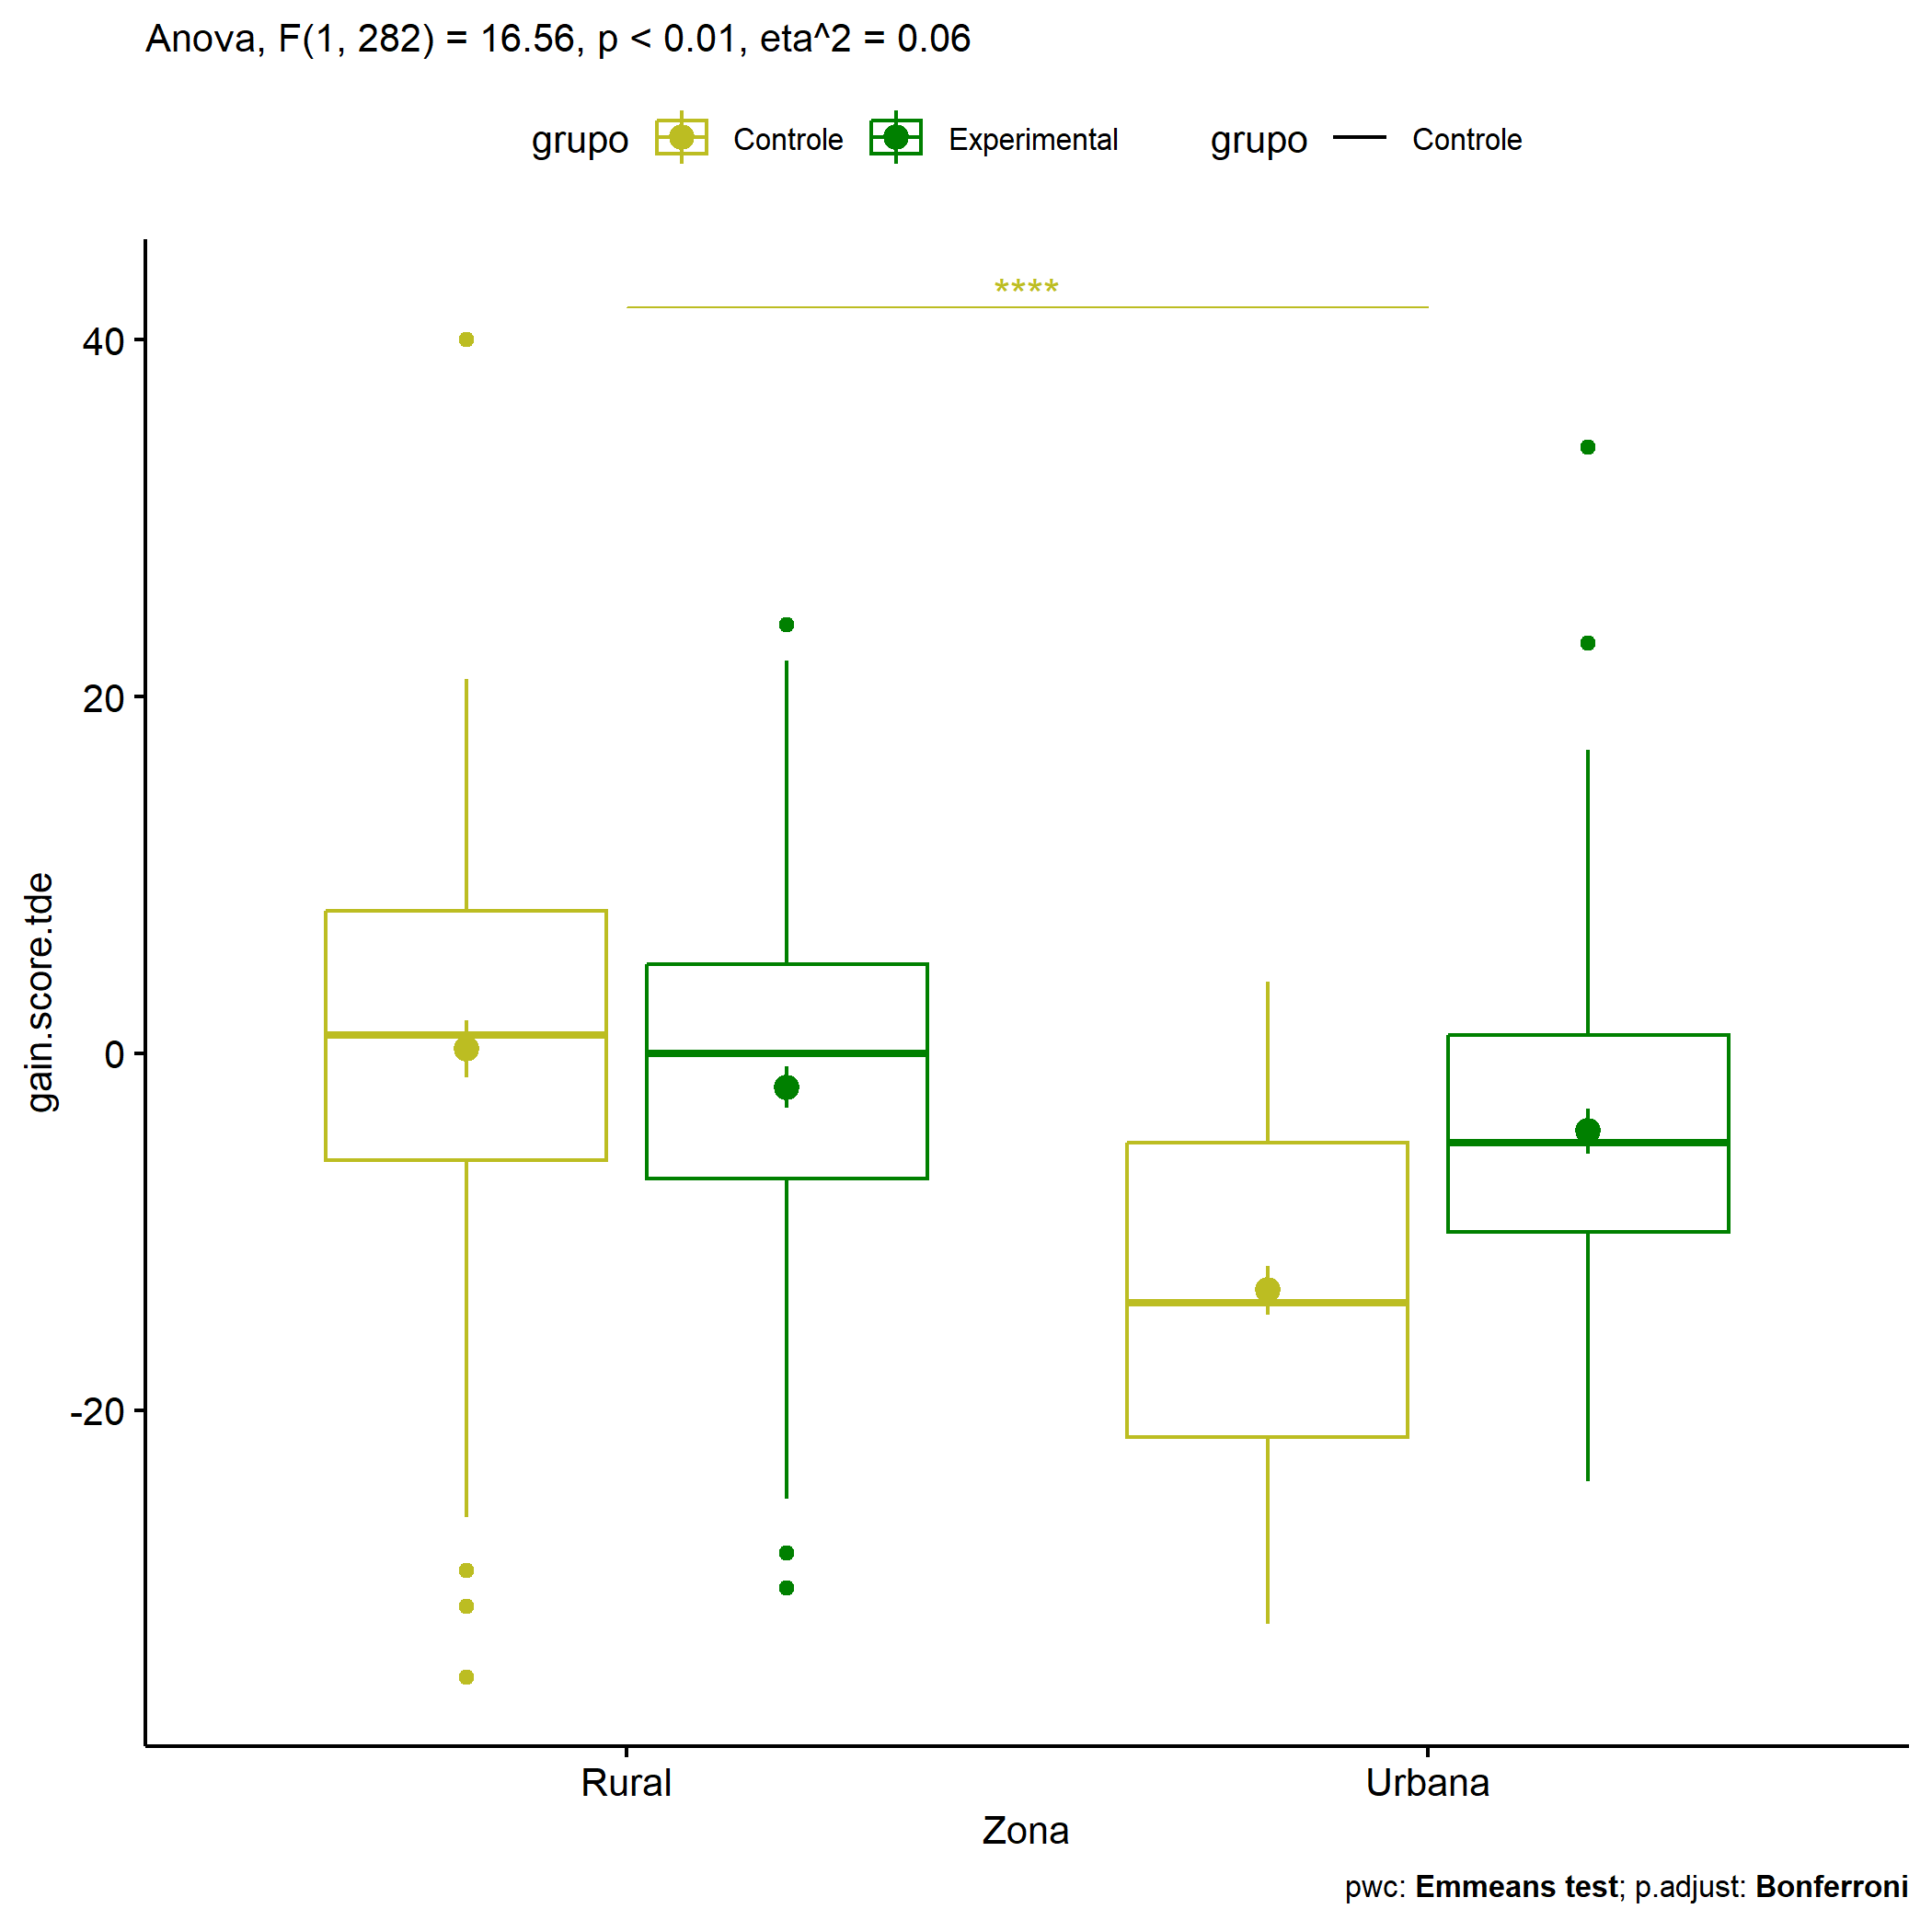 Anova, F(1, 282) = 16.56, p < 0.01, eta^2 = 0.06
grupo Controle Experimental grupo Controle
****
40
20
0
-20
gain.score.tde
Rural Urbana
Zona
pwc: Emmeans test; p.adjust: Bonferroni